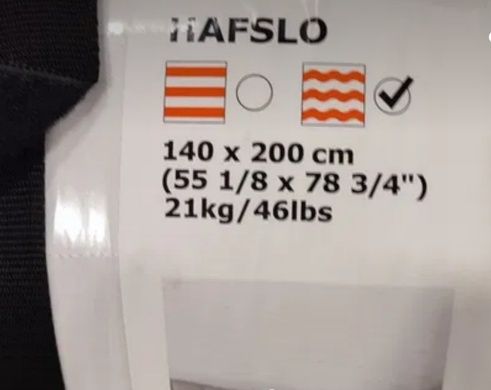 HAFSLO
140 x 200 cm
(55 1/8 x 78 3/4")
21kg/46lbs